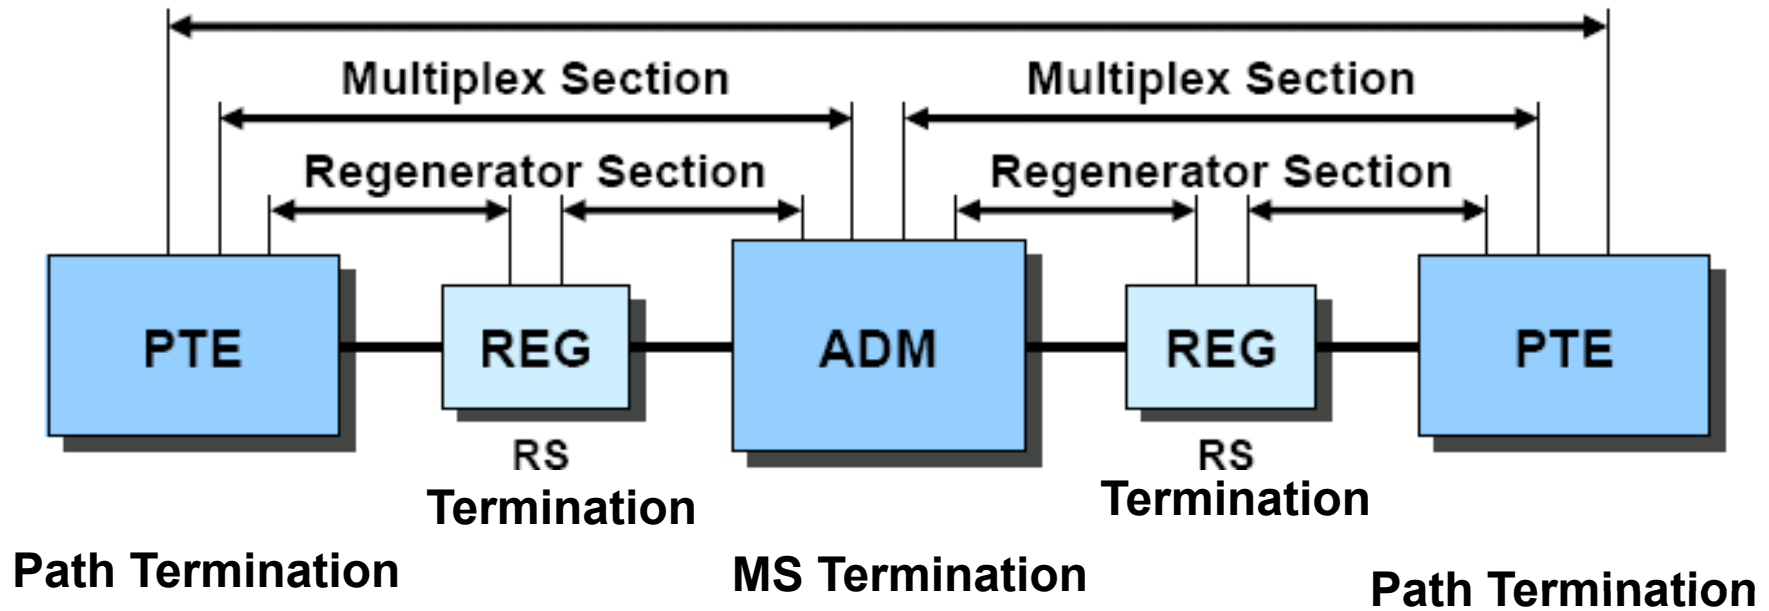 Multiplex Section Multiplex Section
Regenerator Section Regenerator Section
PTE REG ADM REG PTE
RS RS
Termination Termination
Path Termination MS Termination Path Termination